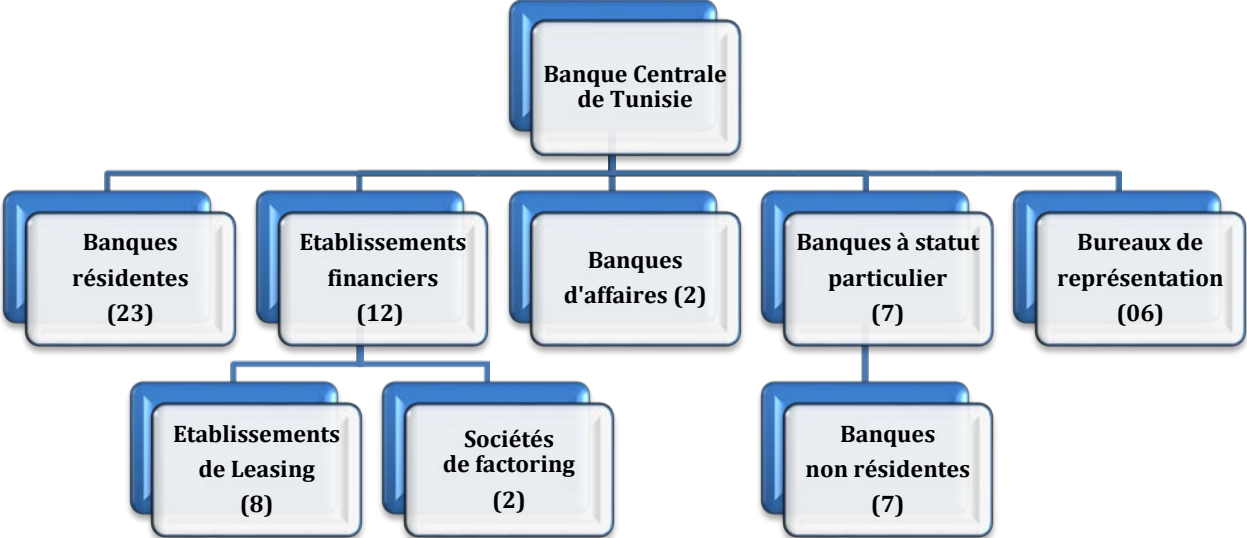 Banque Centrale
de Tunisie
Banques
résidentes
(23)
Etablissements
financiers
(12)
Banques
d'affaires (2)
Banques à statut
particulier
(7)
Bureaux de
représentation
(06)
Etablissements
de Leasing
(8)
Sociétés
de factoring
(2)
Banques
non résidentes
(7)